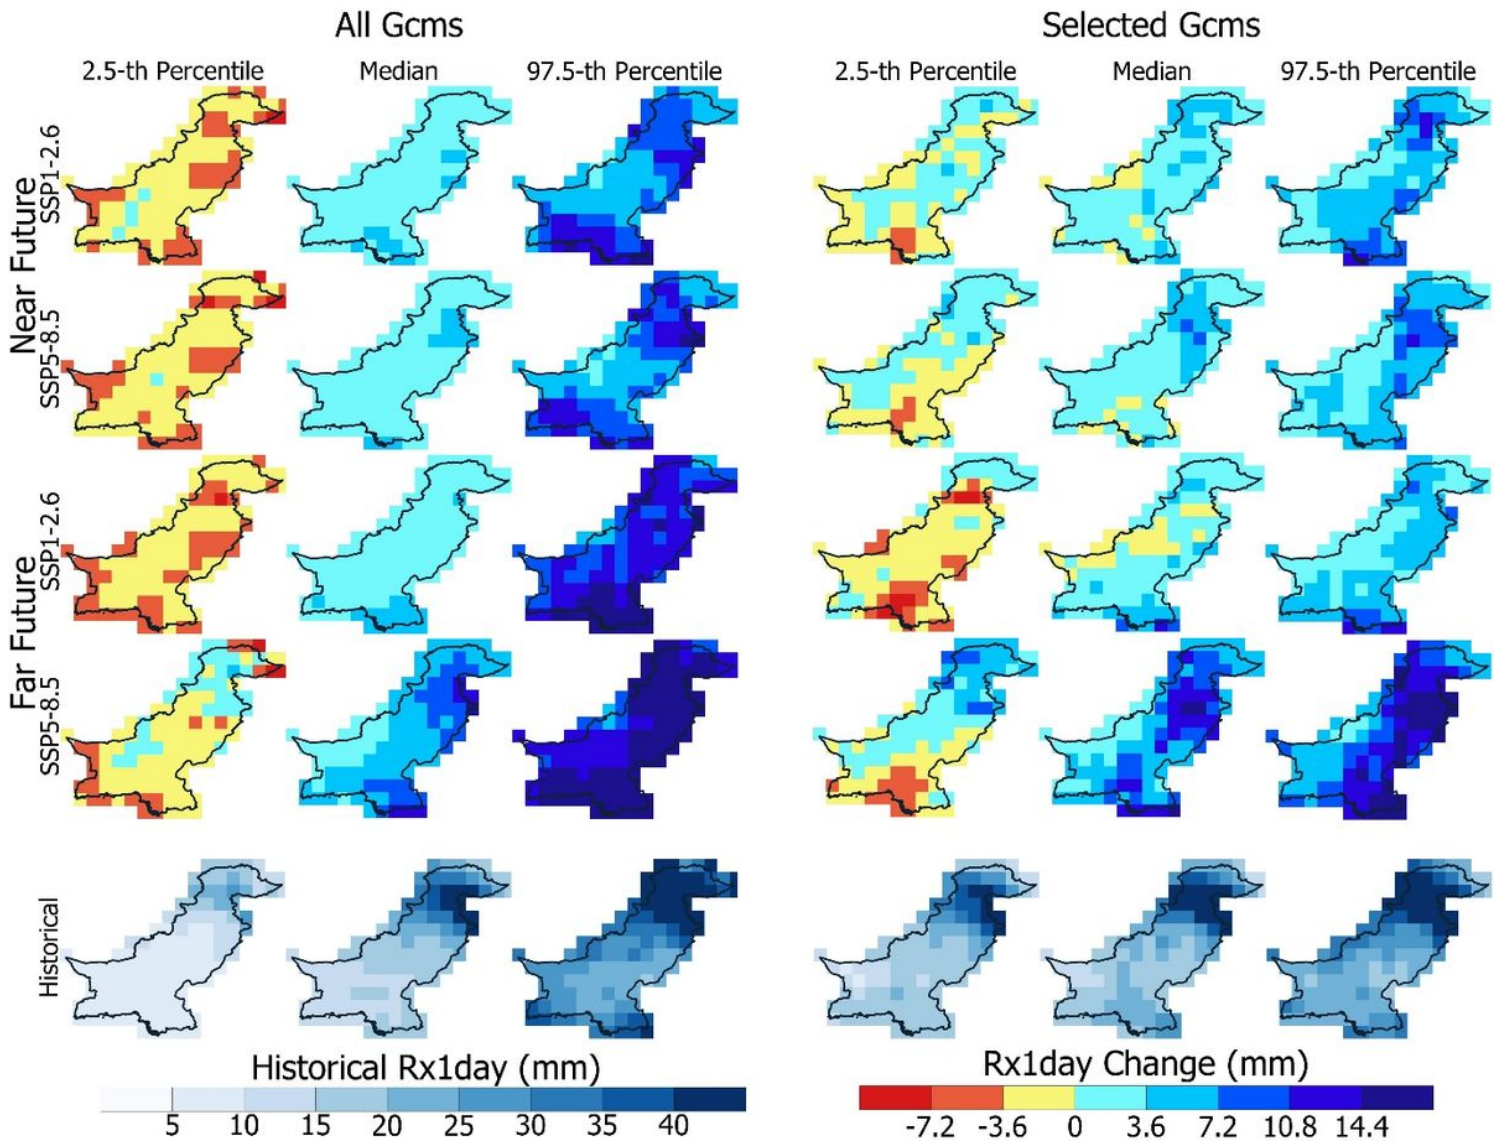 All Gcms
Selected Gcms
2.5-th Percentile
Median
97.5-th Percentile
2.5-th Percentile
Median
97.5-th Percentile
Near Future
SSP1-2.6
SSP5-8.5
Far Future
SSP1-2.6
SSP5-8.5
Historical
Historical Rx1day (mm)
5 10 15 20 25 30 35 40
Rx1day Change (mm)
-7.2 -3.6 0 3.6 7.2 10.8 14.4